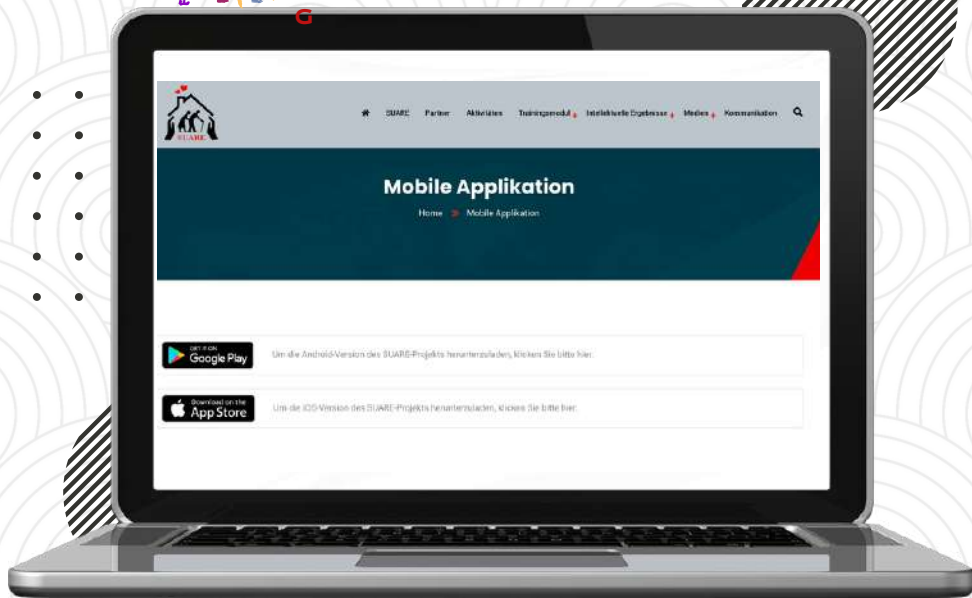 G
SUARE
SUARE Partner Aktivitäten Trainingsmodul + Intellektuelle Ergebnisse + Medien + Kommunikation
Mobile Applikation
Home » Mobile Applikation
GET IT ON
Google Play
Um die Android-Version des SUARE-Projekts herunterzuladen, klicken Sie bitte hier.
Download on the
App Store
Um die iOS-Version des SUARE-Projekts herunterzuladen, klicken Sie bitte hier.